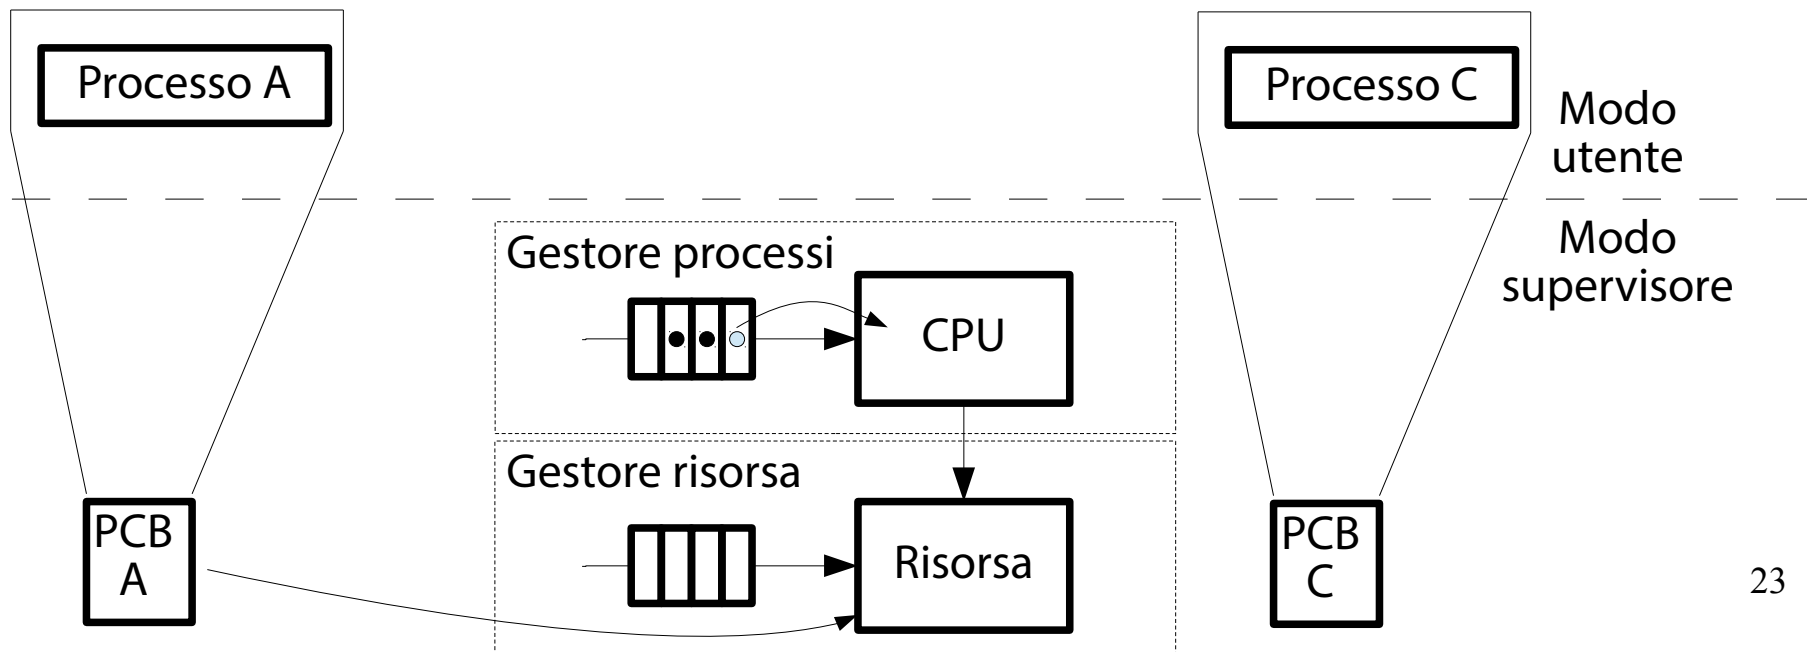 Processo A
Processo C
Modo
utente
Modo
supervisore
Gestore processi
CPU
Gestore risorsa
Risorsa
PCB
A
PCB
C
23